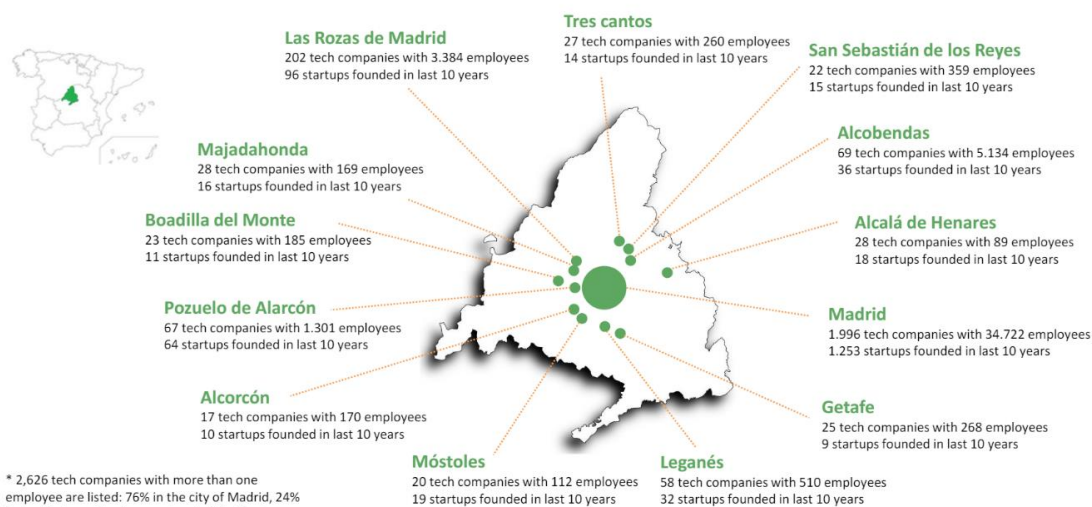 Tres cantos
27 tech companies with 260 employees
14 startups founded in last 10 years
Las Rozas de Madrid
202 tech companies with 3.384 employees
96 startups founded in last 10 years
San Sebastián de los Reyes
22 tech companies with 359 employees
15 startups founded in last 10 years
Majadahonda
28 tech companies with 169 employees
16 startups founded in last 10 years
Alcobendas
69 tech companies with 5.134 employees
36 startups founded in last 10 years
Boadilla del Monte
23 tech companies with 185 employees
11 startups founded in last 10 years
Alcalá de Henares
28 tech companies with 89 employees
18 startups founded in last 10 years
Pozuelo de Alarcón
67 tech companies with 1.301 employees
64 startups founded in last 10 years
Madrid
1.996 tech companies with 34.722 employees
1.253 startups founded in last 10 years
Alcorcón
17 tech companies with 170 employees
10 startups founded in last 10 years
Getafe
25 tech companies with 268 employees
9 startups founded in last 10 years
Móstoles
20 tech companies with 112 employees
19 startups founded in last 10 years
Leganés
58 tech companies with 510 employees
32 startups founded in last 10 years
* 2,626 tech companies with more than one
employee are listed: 76% in the city of Madrid, 24%